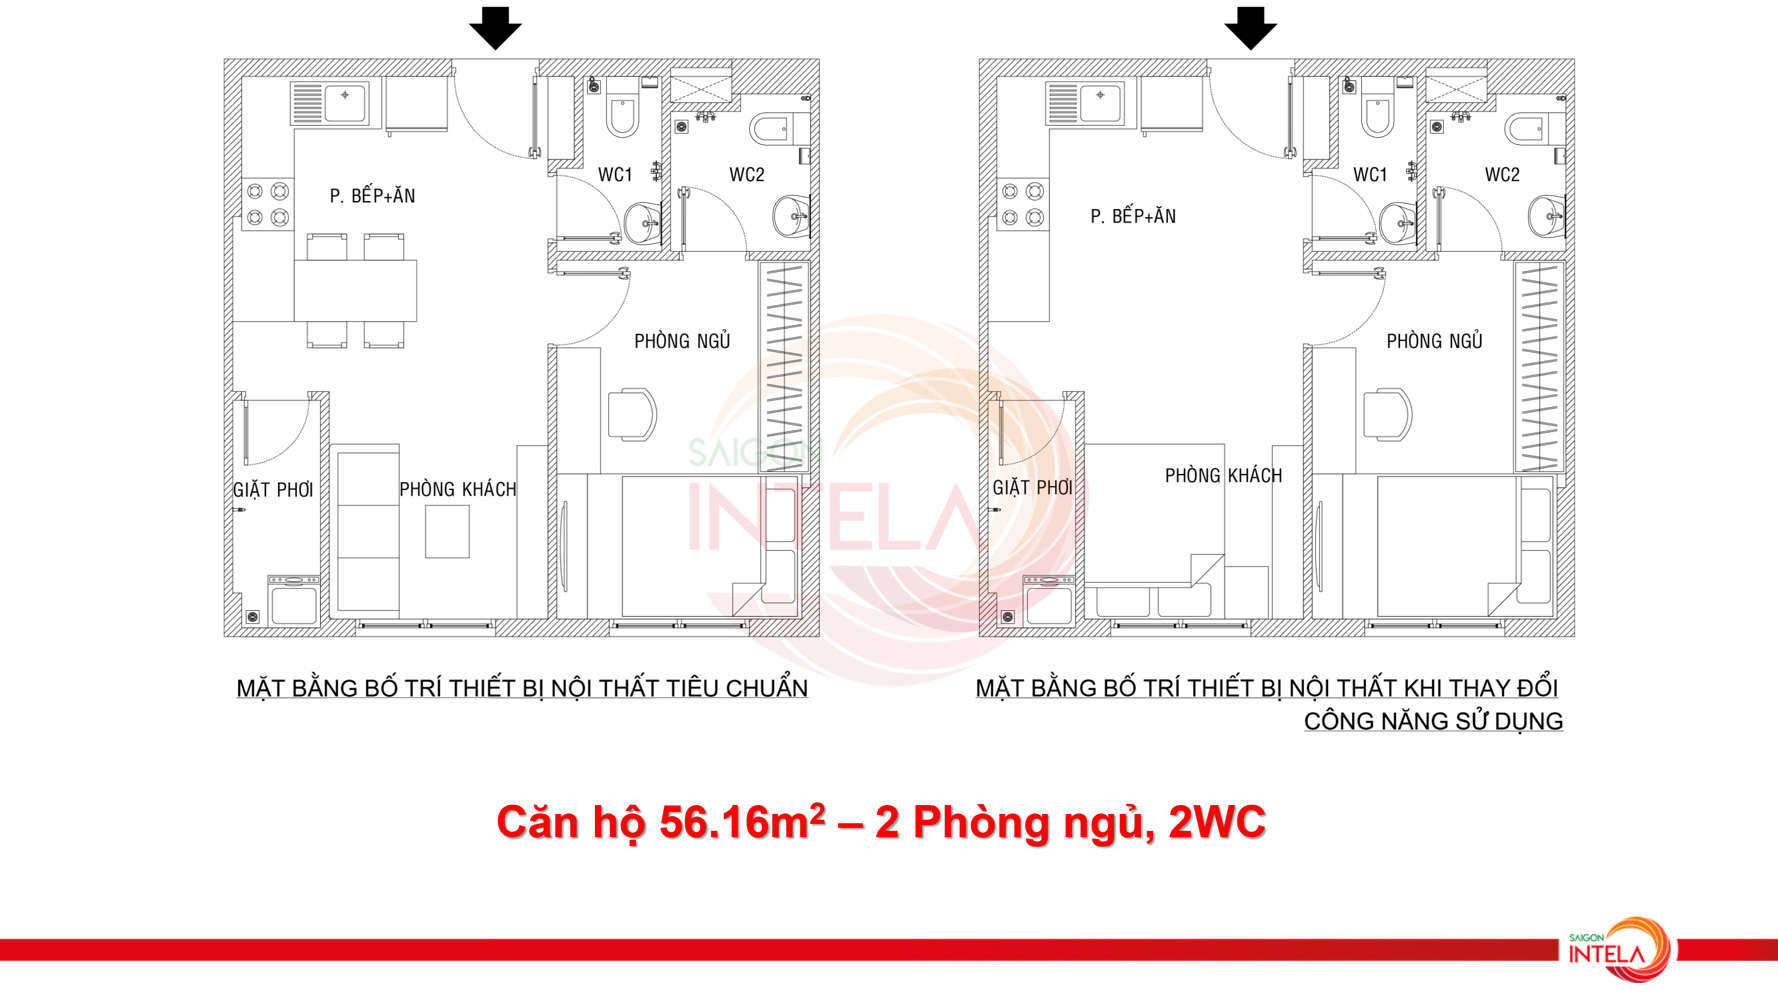 P. BẾP+ĂN
WC1
WC2
PHÒNG NGỦ
GIẶT PHƠI
PHÒNG KHÁCH
P. BẾP+ĂN
WC1
WC2
PHÒNG NGỦ
GIẶT PHƠI
PHÒNG KHÁCH
SAIGON
INTELA
MẶT BẰNG BỐ TRÍ THIẾT BỊ NỘI THẤT TIÊU CHUẨN
MẶT BẰNG BỐ TRÍ THIẾT BỊ NỘI THẤT KHI THAY ĐỔI
CÔNG NĂNG SỬ DỤNG
Căn hộ 56.16m² – 2 Phòng ngủ, 2WC
SAIGON
INTELA